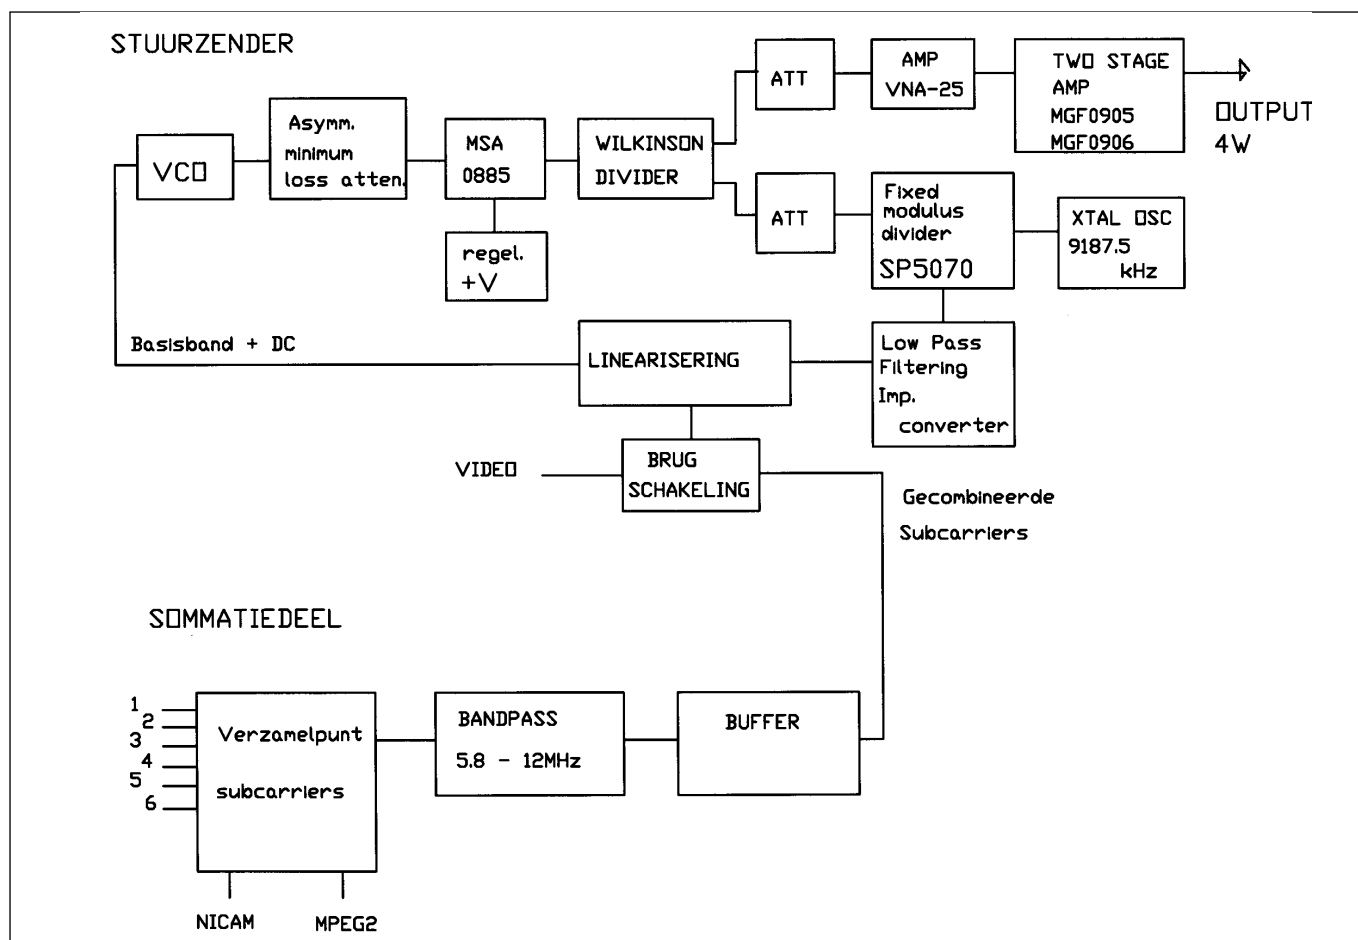 STUURZENDER
VCO
Asymm.
minimum
loss atten.
MSA
0885
regel.
+V
WILKINSON
DIVIDER
ATT
AMP
VNA-25
TWO STAGE
AMP
MGF0905
MGF0906
OUTPUT
4W
ATT
Fixed
modulus
divider
SP5070
XTAL OSC
9187.5
kHz
Basisband + DC
LINEARISERING
Low Pass
Filtering
Imp.
converter
VIDEO
BRUG
SCHAKELING
Gecombineerde
Subcarriers
SOMMATIEDEEL
1
2
3
4
5
6
Verzamelpunt
subcarriers
NICAM
MPEG2
BANDPASS
5.8 - 12MHz
BUFFER